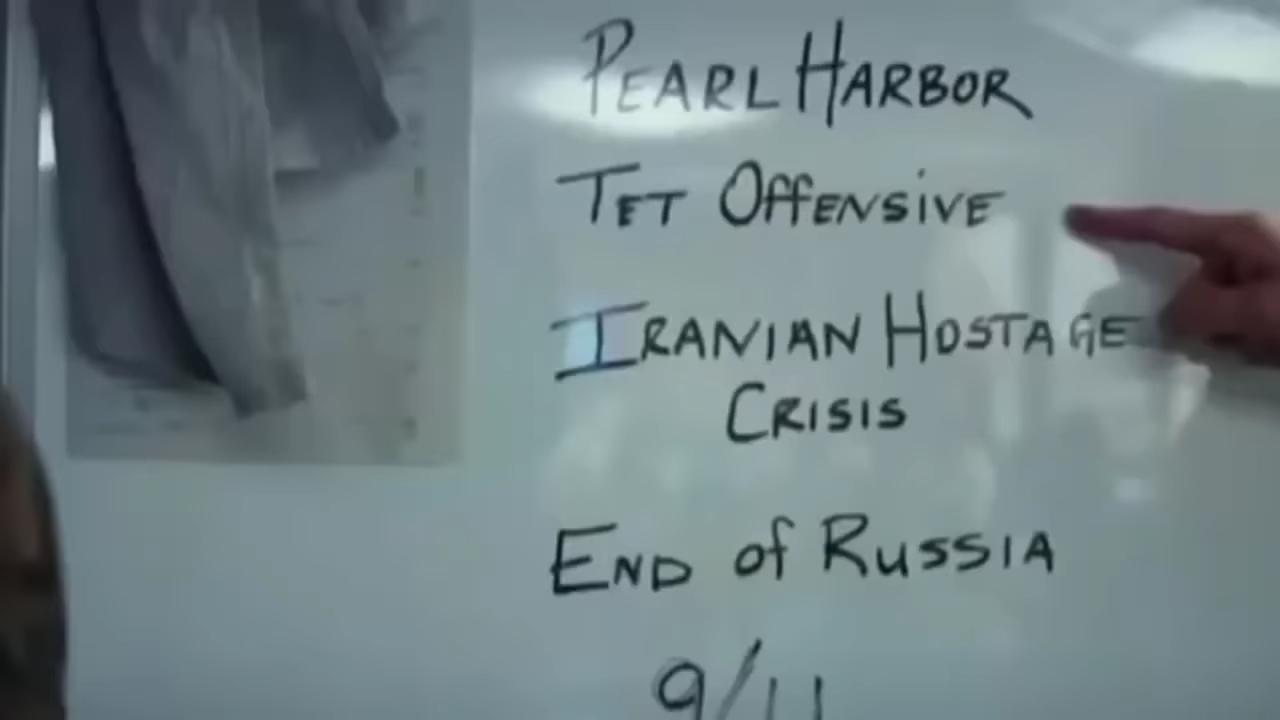 PEARL HARBOR
TET OffENSiVE
IRANIAN HOSTAGE
CRISIS
END of RUSSIA
9/11